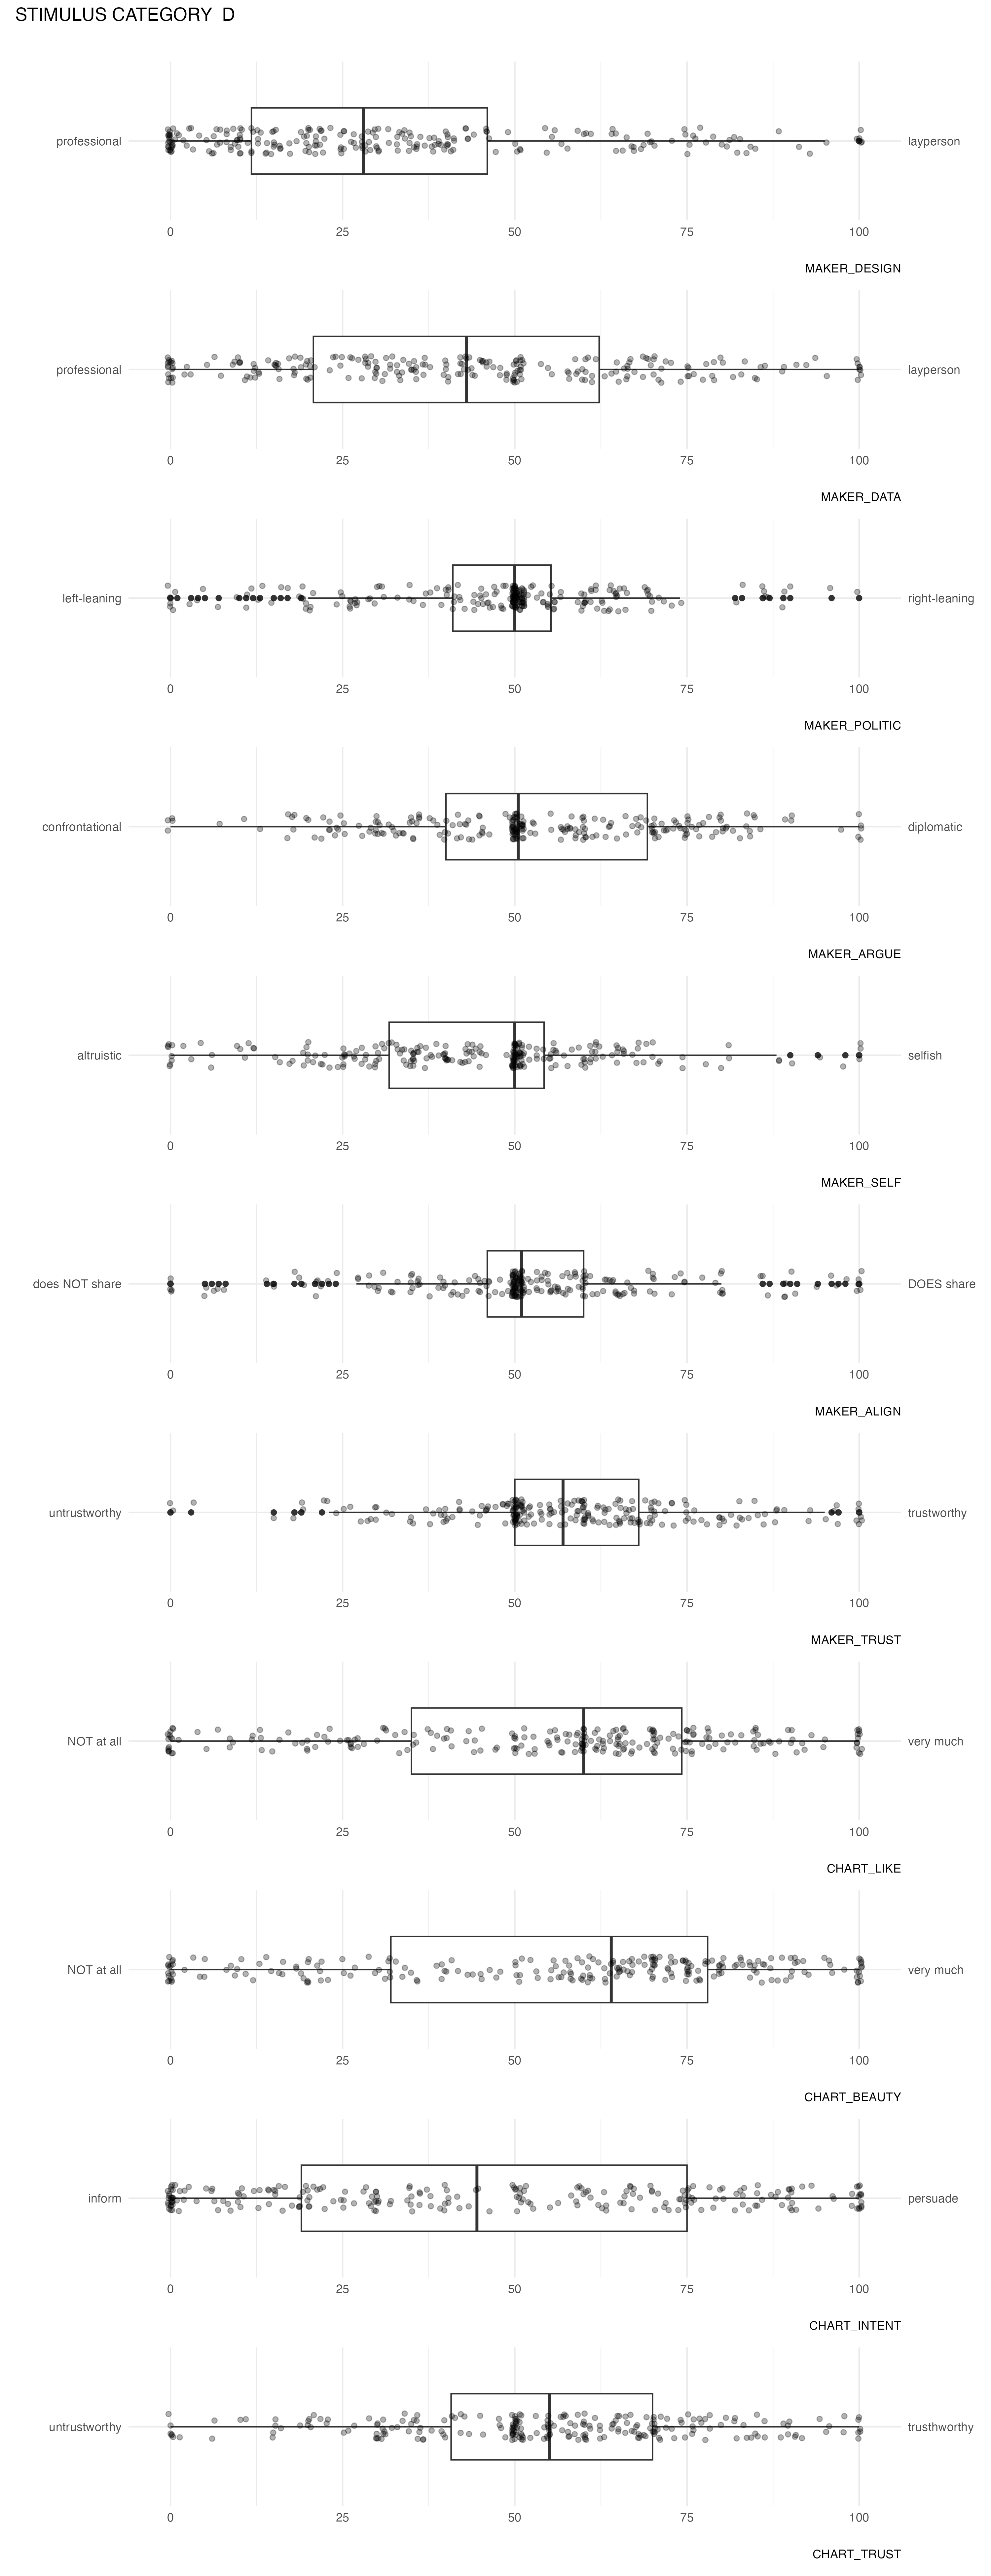 STIMULUS CATEGORY  D
professional layperson
0 25 50 75 100
MAKER_DESIGN
professional layperson
0 25 50 75 100
MAKER_DATA
left-leaning right-leaning
0 25 50 75 100
MAKER_POLITIC
confrontational diplomatic
0 25 50 75 100
MAKER_ARGUE
altruistic selfish
0 25 50 75 100
MAKER_SELF
does NOT share DOES share
0 25 50 75 100
MAKER_ALIGN
untrustworthy trustworthy
0 25 50 75 100
MAKER_TRUST
NOT at all very much
0 25 50 75 100
CHART_LIKE
NOT at all very much
0 25 50 75 100
CHART_BEAUTY
inform persuade
0 25 50 75 100
CHART_INTENT
untrustworthy trusthworthy
0 25 50 75 100
CHART_TRUST